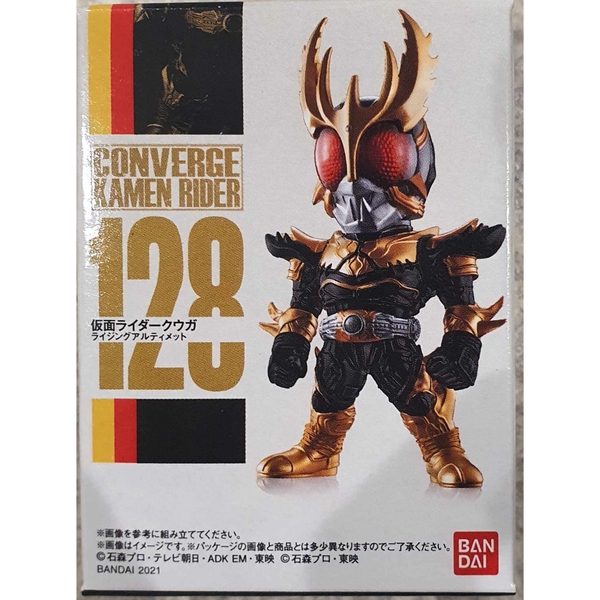 CONVERGE
KAMEN RIDER
128
仮面ライダークウガ
ライジングアルティメット
※画像を参考に組み立ててください。
※画像はイメージです。※パッケージの画像と商品とは多少異なりますのでご了承ください。
©石森プロ・テレビ朝日・ADK EM・東映 ©石森プロ・東映
BANDAI 2021
BAN
DAI